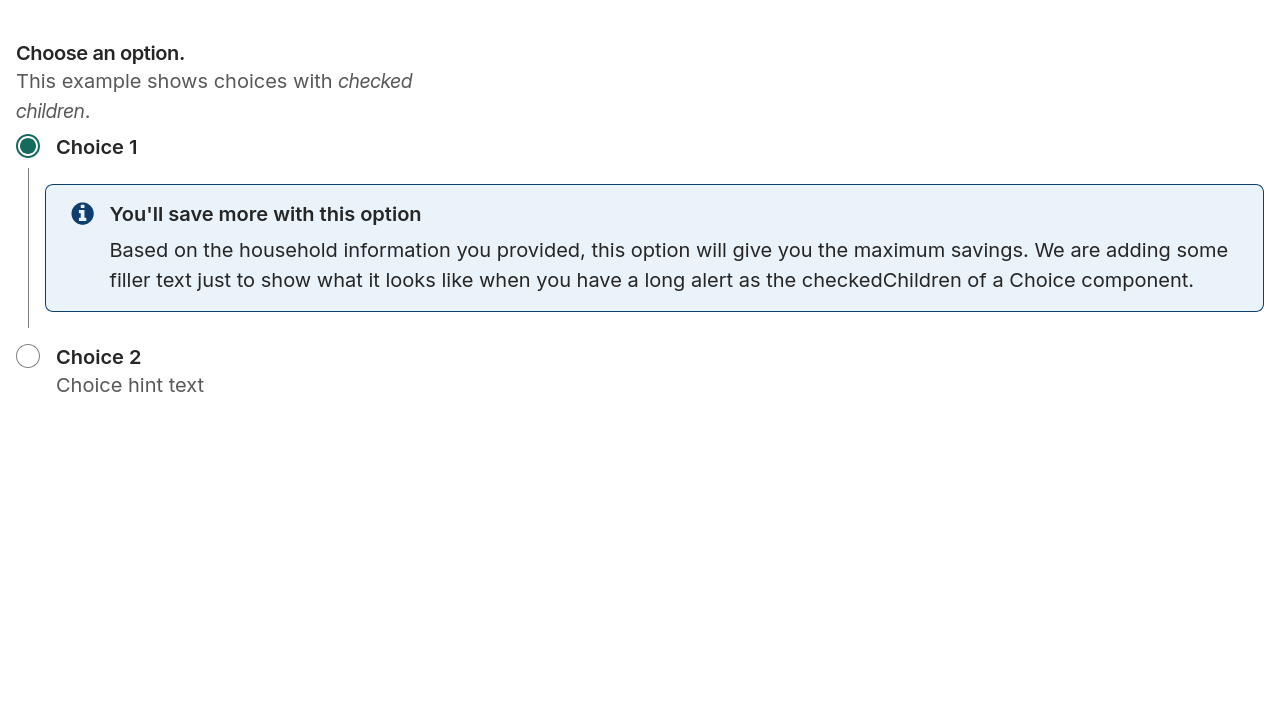 Choose an option.
This example shows choices with checked
children.
Choice 1
You'll save more with this option
Based on the household information you provided, this option will give you the maximum savings. We are adding some
filler text just to show what it looks like when you have a long alert as the checkedChildren of a Choice component.
Choice 2
Choice hint text